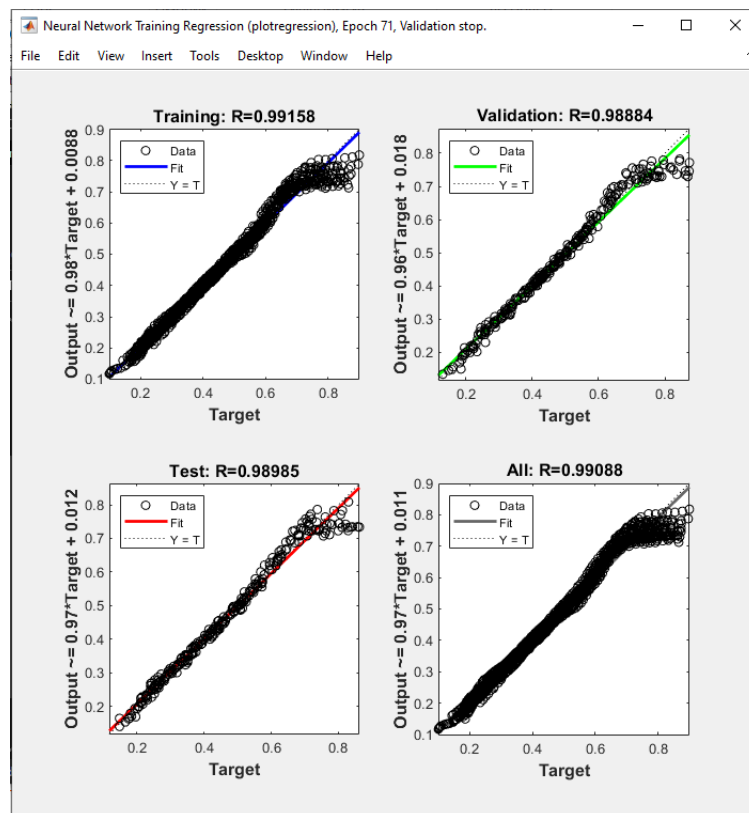 Neural Network Training Regression (plotregression), Epoch 71, Validation stop.
File Edit View Insert Tools Desktop Window Help
Training: R=0.99158
Output ~= 0.98*Target + 0.0088
0.9
0.8
0.7
0.6
0.5
0.4
0.3
0.2
0.1
Data
Fit
Y = T
0.2 0.4 0.6 0.8
Target
Validation: R=0.98884
Output ~= 0.96*Target + 0.018
0.8
0.7
0.6
0.5
0.4
0.3
0.2
Data
Fit
Y = T
0.2 0.4 0.6 0.8
Target
Test: R=0.98985
Output ~= 0.97*Target + 0.012
0.8
0.7
0.6
0.5
0.4
0.3
0.2
Data
Fit
Y = T
0.2 0.4 0.6 0.8
Target
All: R=0.99088
Output ~= 0.97*Target + 0.011
0.9
0.8
0.7
0.6
0.5
0.4
0.3
0.2
0.1
Data
Fit
Y = T
0.2 0.4 0.6 0.8
Target